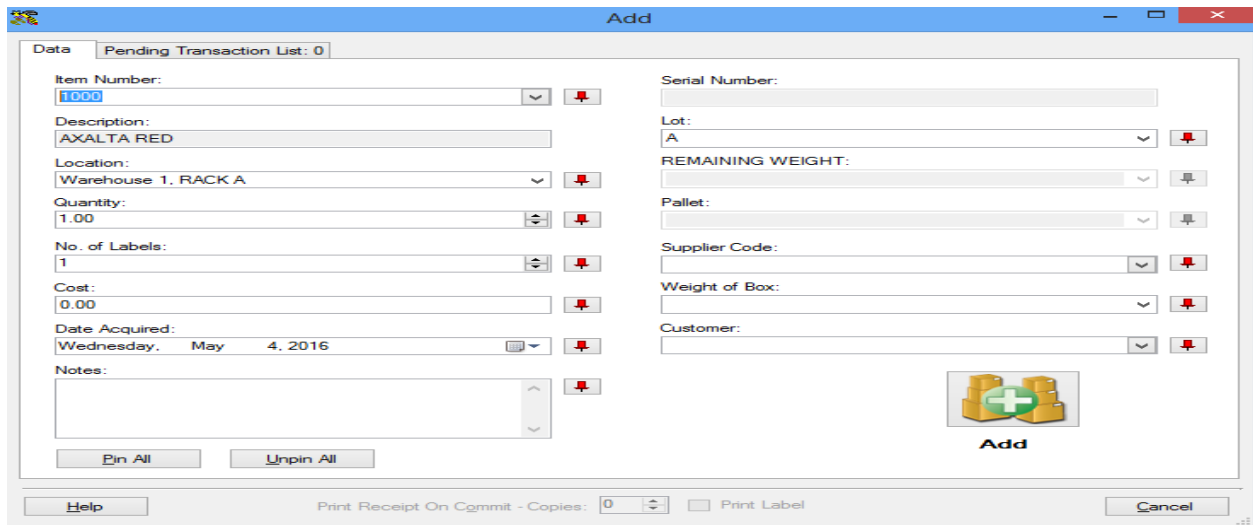 Add
Data
Pending Transaction List: 0
Item Number:
1000
Description:
AXALTA RED
Location:
Warehouse 1, RACK A
Quantity:
1.00
No. of Labels:
1
Cost:
0.00
Date Acquired:
Wednesday, May 4, 2016
Notes:
Pin All
Unpin All
Serial Number:
Lot:
A
REMAINING WEIGHT:
Pallet:
Supplier Code:
Weight of Box:
Customer:
Add
Help
Print Receipt On Commit - Copies: 0
Print Label
Cancel